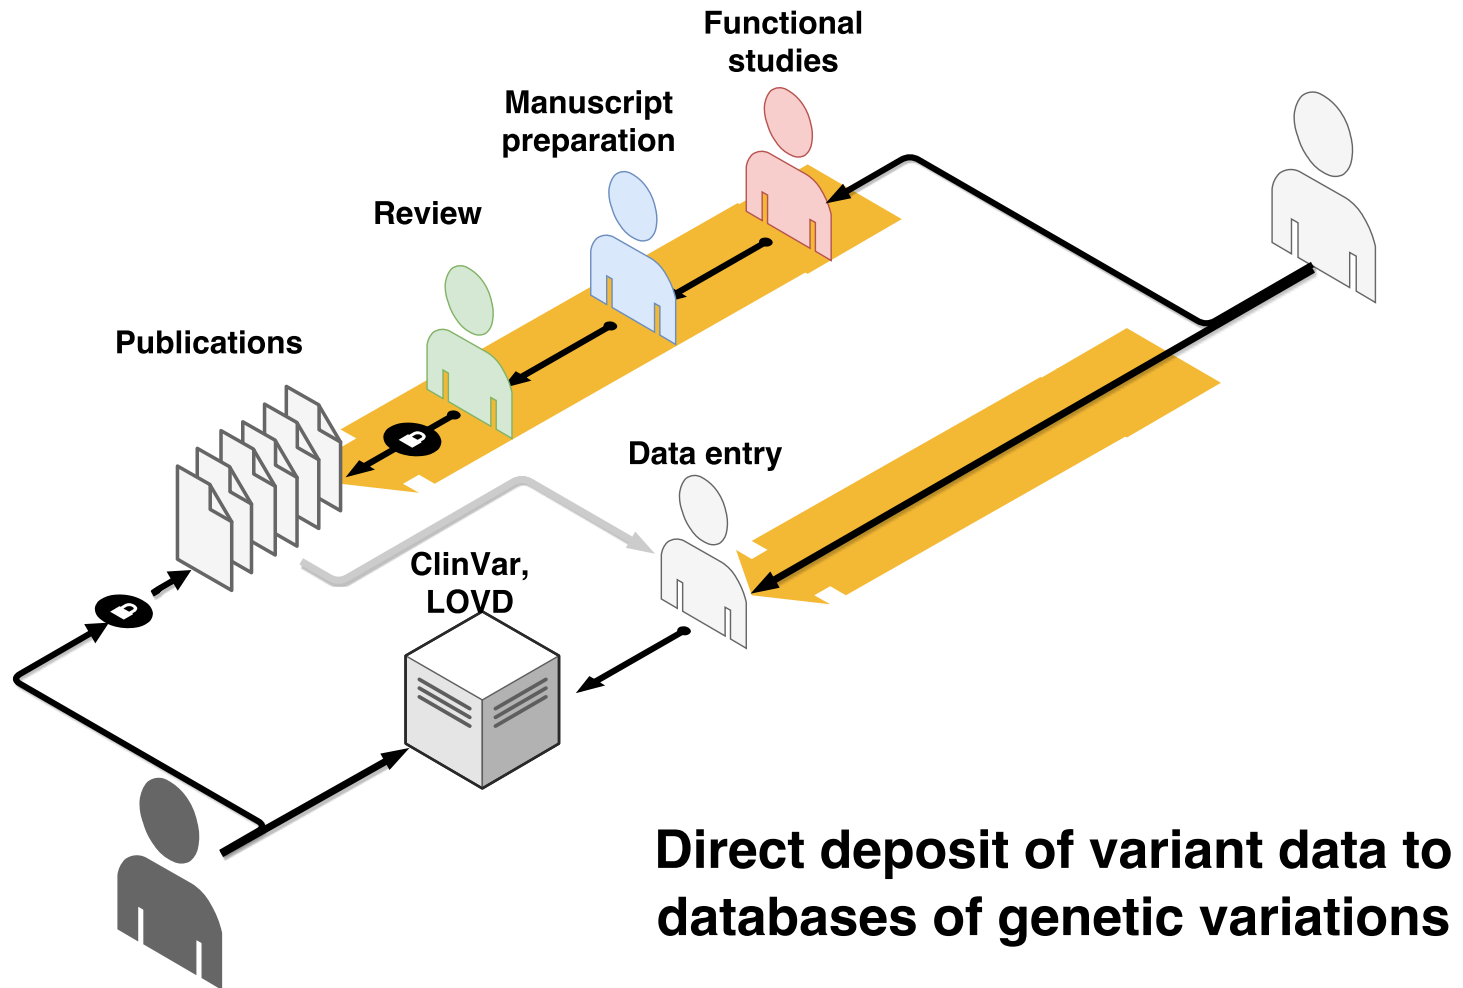 Functional
studies
Manuscript
preparation
Review
Publications
Data entry
ClinVar,
LOVD
Direct deposit of variant data to
databases of genetic variations